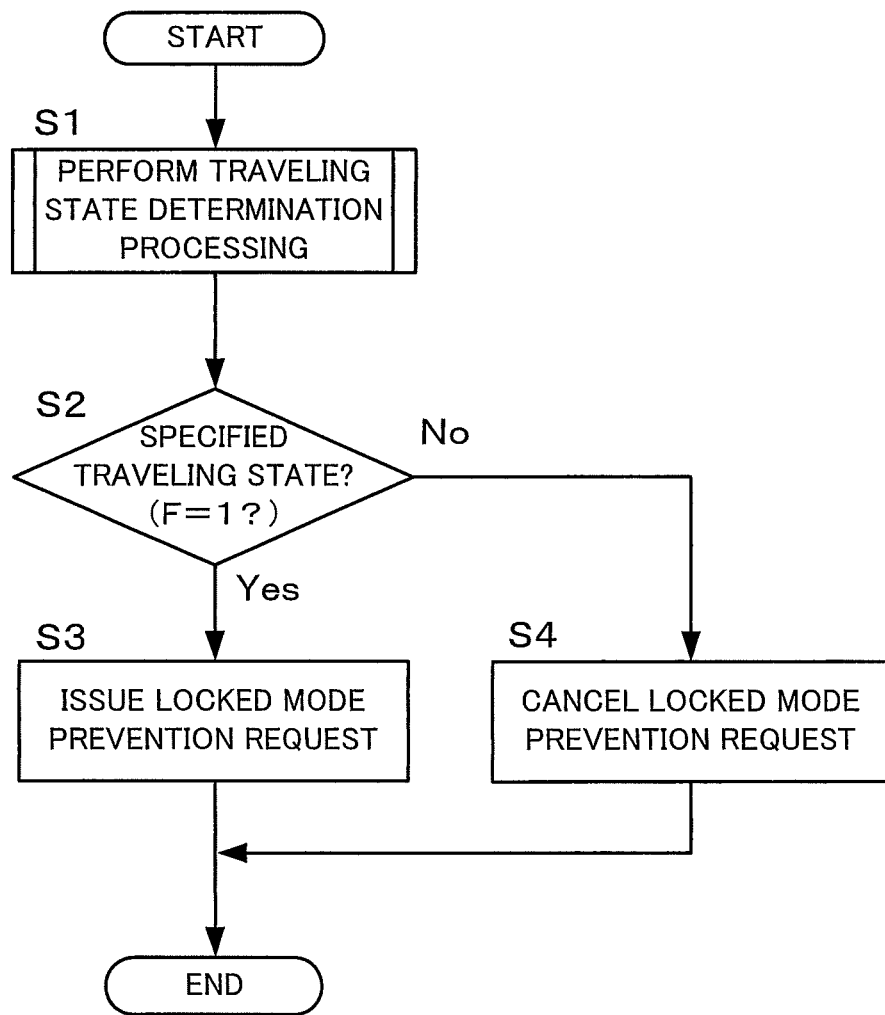 START
S1
PERFORM TRAVELING
STATE DETERMINATION
PROCESSING
S2
SPECIFIED
TRAVELING STATE?
(F=1?)
No
Yes
S3
ISSUE LOCKED MODE
PREVENTION REQUEST
S4
CANCEL LOCKED MODE
PREVENTION REQUEST
END